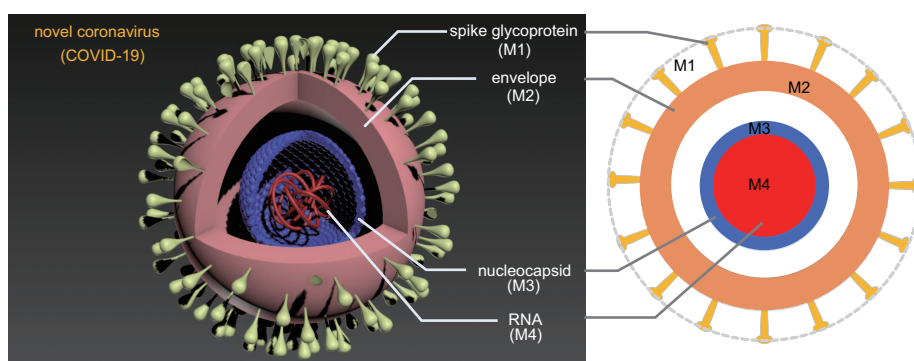 novel coronavirus
(COVID-19)
spike glycoprotein
(M1)
envelope
(M2)
nucleocapsid
(M3)
RNA
(M4)
M1
M2
M3
M4